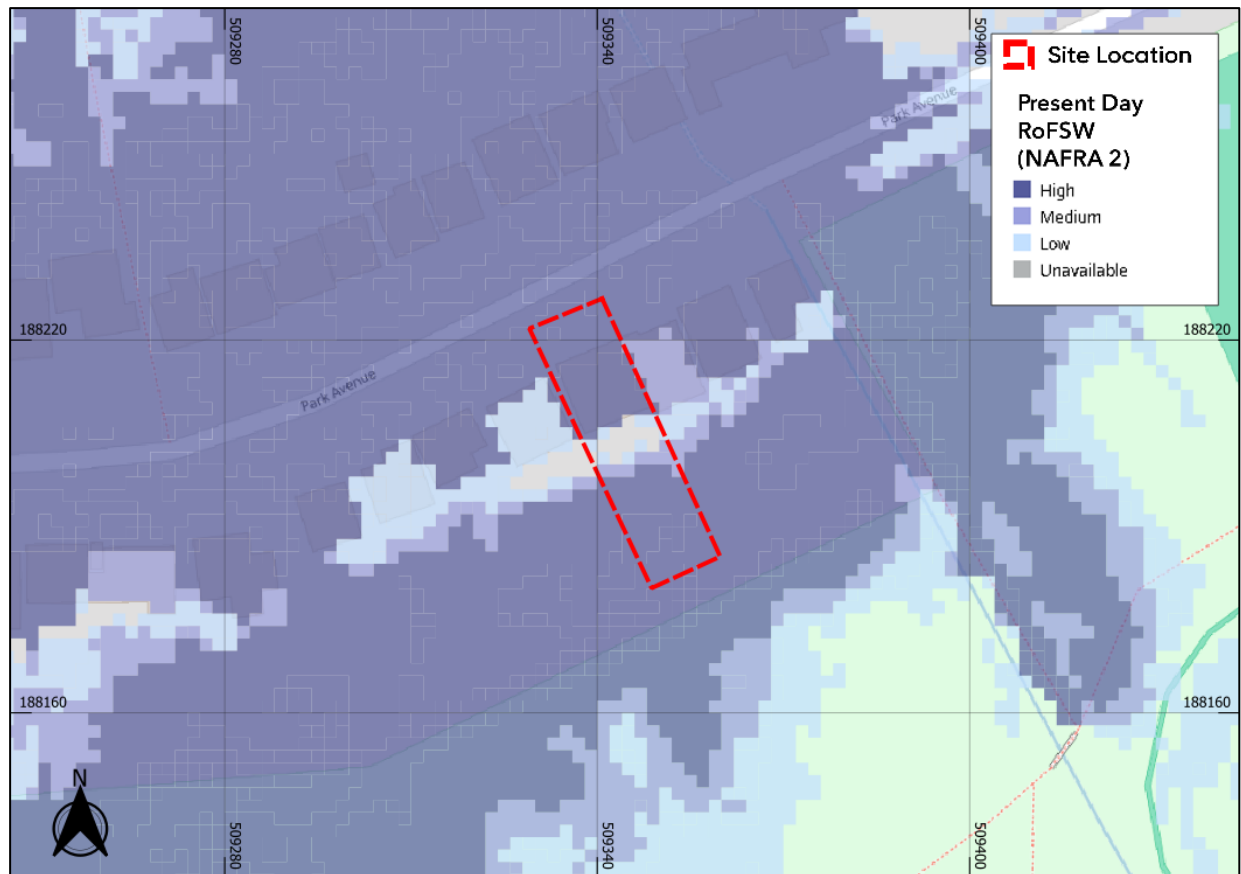 509280
509340
509400
Site Location
Present Day
RoFSW
(NAFRA 2)
High
Medium
Low
Unavailable
Park Avenue
188220
188220
Park Avenue
188160
188160
N
509280
509340
509400